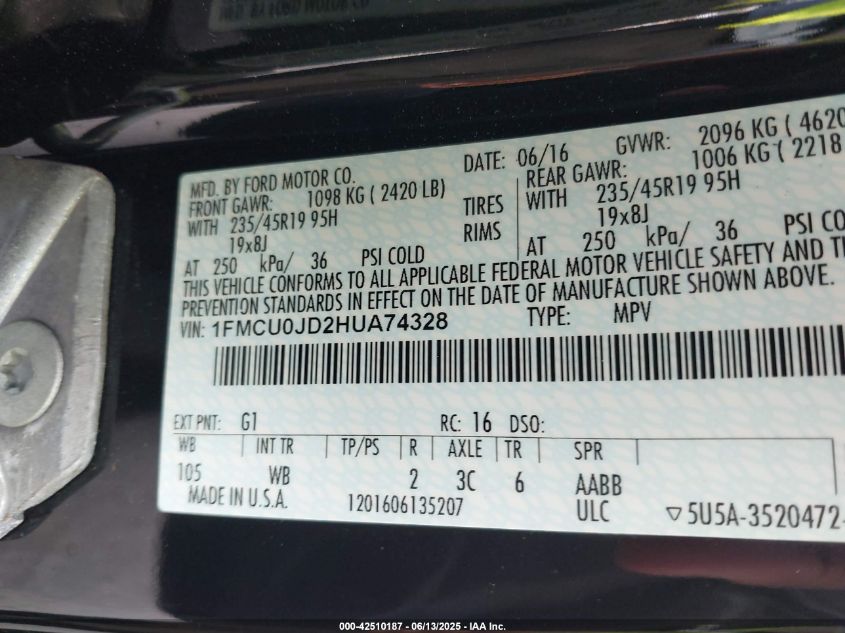 MFD. BY FORD MOTOR CO.
DATE: 06/16
GVWR: 2096 KG ( 4620
FRONT GAWR: 1098 KG ( 2420 LB)
REAR GAWR: 1006 KG ( 2218
WITH 235/45R19 95H
TIRES
WITH 235/45R19 95H
19x8J
RIMS
19x8J
AT 250 kPa/ 36 PSI COLD
AT 250 kPa/ 36 PSI CO
THIS VEHICLE CONFORMS TO ALL APPLICABLE FEDERAL MOTOR VEHICLE SAFETY AND
PREVENTION STANDARDS IN EFFECT ON THE DATE OF MANUFACTURE SHOWN ABOVE.
VIN: 1FMCU0JD2HUA74328
TYPE: MPV
EXT PNT: G1 RC: 16 DSO:
WB INT TR TP/PS R AXLE TR SPR
105 WB 2 3C 6 AABB
MADE IN U.S.A. 1201606135207 ULC ▽5U5A-3520472-
000-42510187 - 06/13/2025 - IAA Inc.